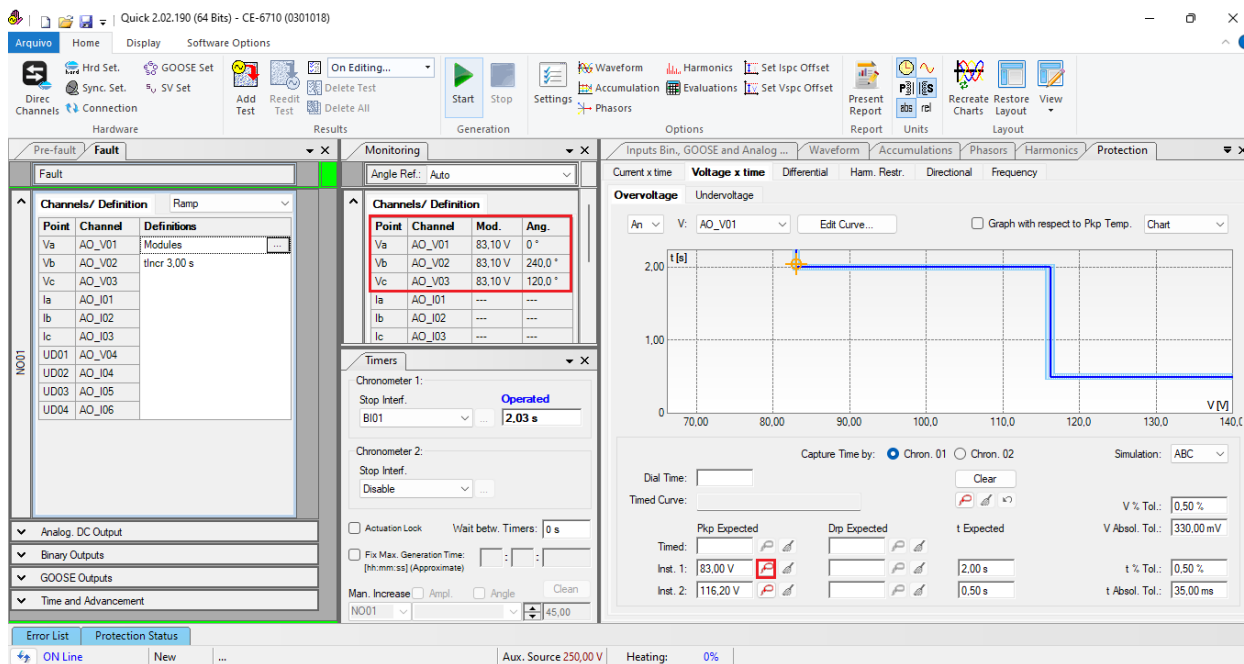 Quick 2.02.190 (64 Bits) - CE-6710 (0301018)
Arquivo Home Display Software Options
Direc Channels
Hrd Set.
Sync. Set.
Connection
GOOSE Set
SV Set
Hardware
Add Test
Reedit Test
On Editing...
Delete Test
Delete All
Results
Start Stop
Generation
Settings
Waveform Harmonics Set Ispc Offset
Accumulation Evaluations Set Vspc Offset
Phasors
Options
Present Report
Report
abs rel
Units
Recreate Charts
Restore Layout
View
Layout
Pre-fault Fault
Fault
Channels/ Definition Ramp
Point Channel Definitions
Va AO_V01 Modules ...
Vb AO_V02 tIncr 3,00 s
Vc AO_V03
Ia AO_I01
Ib AO_I02
Ic AO_I03
UD01 AO_V04
UD02 AO_I04
UD03 AO_I05
UD04 AO_I06
NO01
Analog. DC Output
Binary Outputs
GOOSE Outputs
Time and Advancement
Monitoring
Angle Ref.: Auto
Channels/ Definition
Point Channel Mod. Ang.
Va AO_V01 83,10 V 0 °
Vb AO_V02 83,10 V 240,0 °
Vc AO_V03 83,10 V 120,0 °
Ia AO_I01 --- ---
Ib AO_I02 --- ---
Ic AO_I03 --- ---
Timers
Chronometer 1:
Stop Interf. Operated
BI01 ... 2,03 s
Chronometer 2:
Stop Interf.
Disable ...
Actuation Lock Wait betw. Timers: 0 s
Fix Max. Generation Time:
[hh:mm:ss] (Approximate) : :
Man. Increase Ampl. Angle Clean
NO01 45,00
Inputs Bin., GOOSE and Analog ... Waveform Accumulations Phasors Harmonics Protection
Current x time Voltage x time Differential Harm. Restr. Directional Frequency
Overvoltage Undervoltage
An V: AO_V01 Edit Curve... Graph with respect to Pkp Temp. Chart
t [s]
2,00
1,00
0
V [V]
70,00 80,00 90,00 100,0 110,0 120,0 130,0 140,0
Capture Time by: Chron. 01 Chron. 02 Simulation: ABC
Dial Time: Clear
Timed Curve: V % Tol.: 0,50 %
Pkp Expected Drp Expected t Expected V Absol. Tol.: 330,00 mV
Timed:
Inst. 1: 83,00 V 2,00 s t % Tol.: 0,50 %
Inst. 2: 116,20 V 0,50 s t Absol. Tol.: 35,00 ms
Error List Protection Status
ON Line New ... Aux. Source 250,00 V Heating: 0%